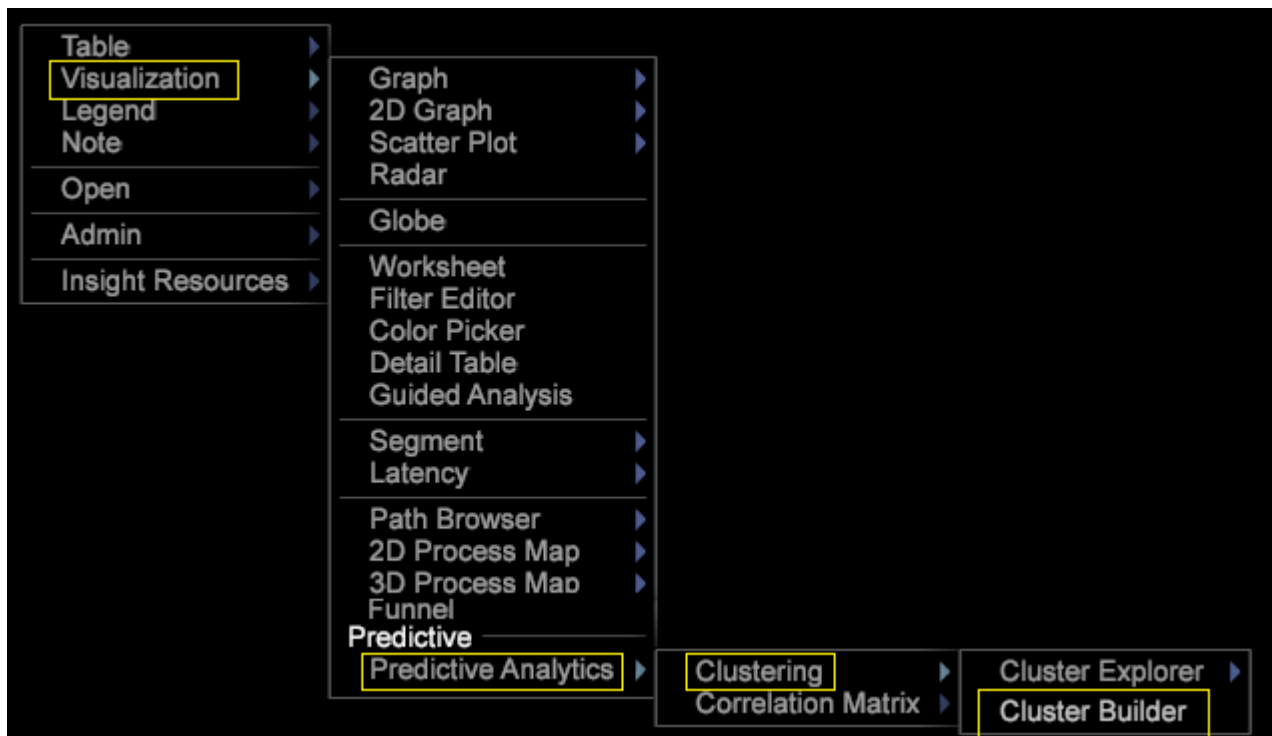 Table
Visualization
Legend
Note
Open
Admin
Insight Resources
Graph
2D Graph
Scatter Plot
Radar
Globe
Worksheet
Filter Editor
Color Picker
Detail Table
Guided Analysis
Segment
Latency
Path Browser
2D Process Map
3D Process Map
Funnel
Predictive
Predictive Analytics
Clustering
Correlation Matrix
Cluster Explorer
Cluster Builder